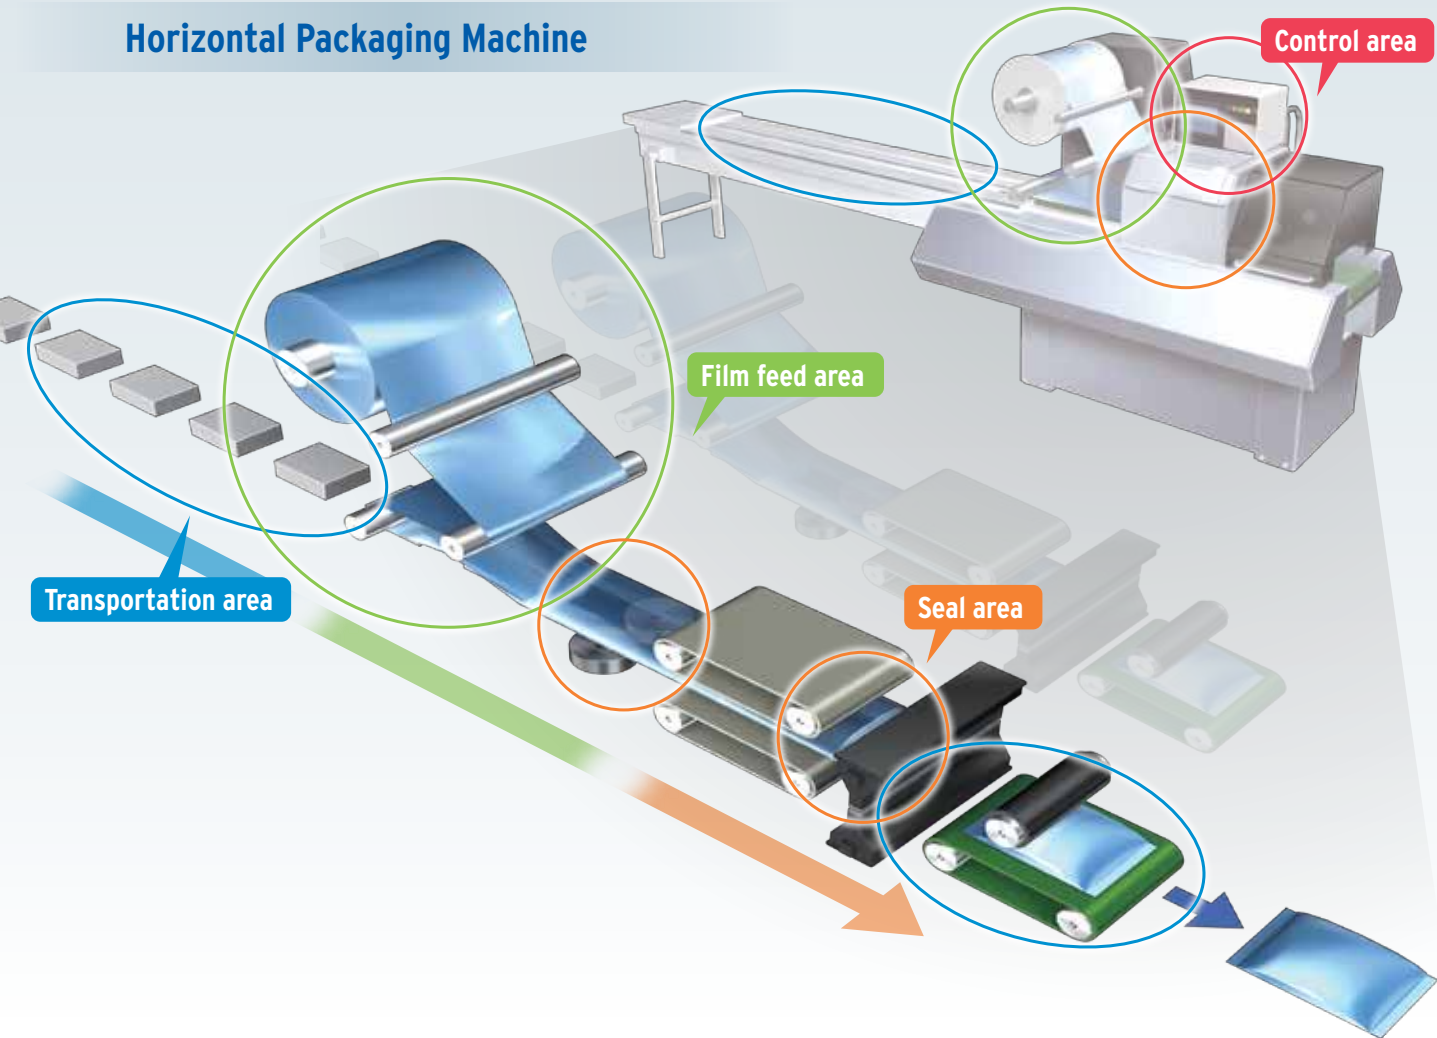 Horizontal Packaging Machine
Control area
Film feed area
Transportation area
Seal area